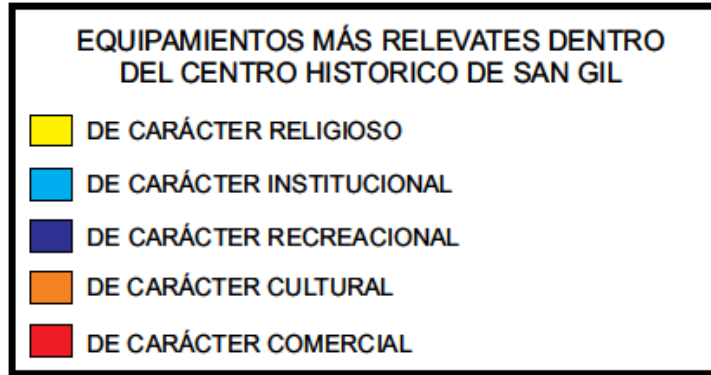 EQUIPAMIENTOS MÁS RELEVATES DENTRO
DEL CENTRO HISTORICO DE SAN GIL
DE CARÁCTER RELIGIOSO
DE CARÁCTER INSTITUCIONAL
DE CARÁCTER RECREACIONAL
DE CARÁCTER CULTURAL
DE CARÁCTER COMERCIAL